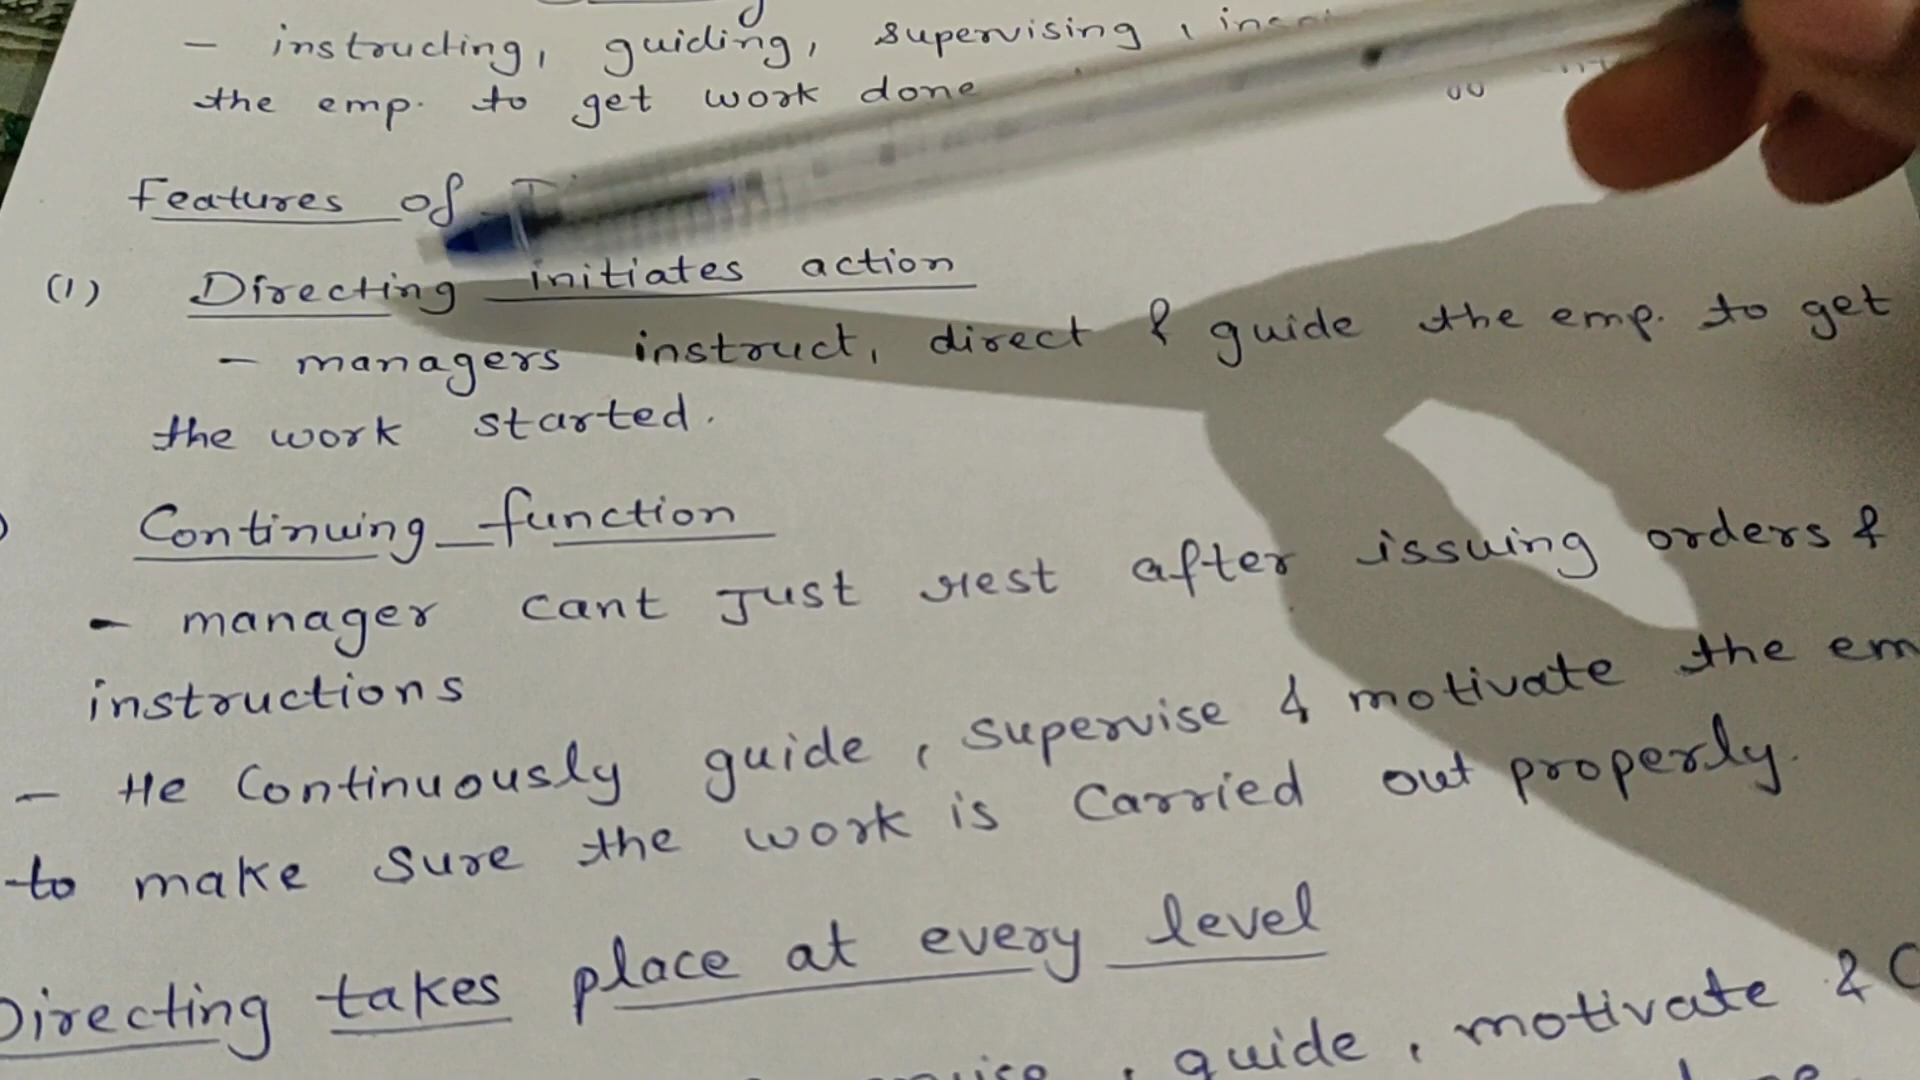 - instructing, guiding, supervising,
the emp. to get work done
Features of
(1) Directing initiates action
- managers instruct, direct & guide the emp. to get
the work started.
Continuing function
- manager cant Just rest after issuing orders &
instructions
- He Continuously guide, supervise & motivate the em
to make sure the work is Carried out properly.
Directing takes place at every level
, guide, motivate &